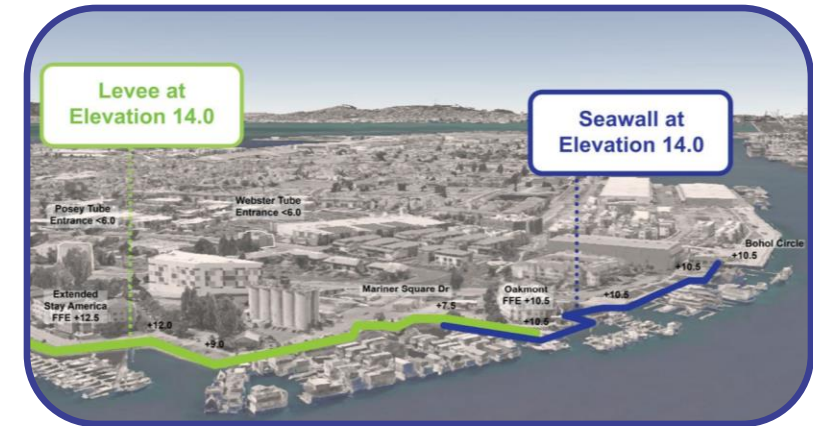 Levee at
Elevation 14.0
Seawall at
Elevation 14.0
Posey Tube
Entrance <6.0
Webster Tube
Entrance <6.0
Bohol Circle
+10.5
+10.5
+10.5
Extended
Stay America
FFE +12.5
+12.0
+9.0
Mariner Square Dr
+7.5
Oakmont
FFE +10.5
+10.5